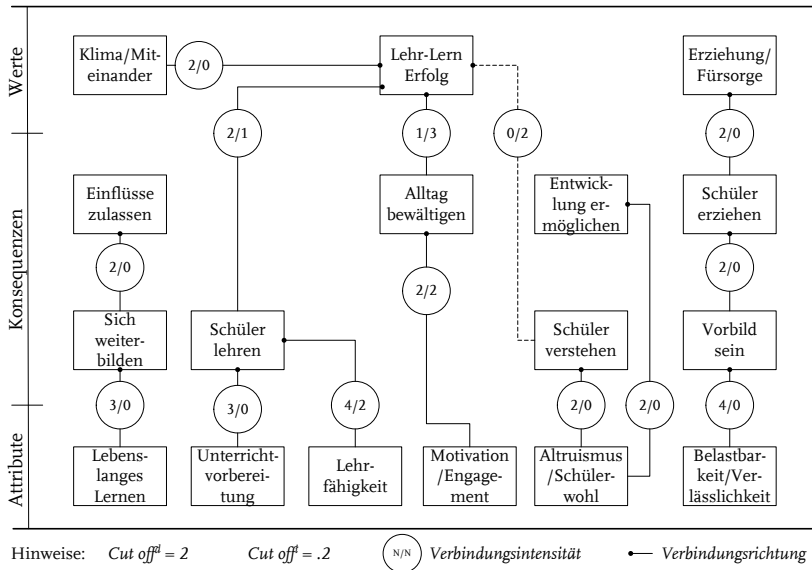 Werte
Klima/Mit-
einander
2/0
Lehr-Lern
Erfolg
Erziehung/
Fürsorge
2/1
1/3
0/2
2/0
Konsequenzen
Einflüsse
zulassen
Alltag
bewältigen
Entwick-
lung er-
möglichen
Schüler
erziehen
2/0
2/2
2/0
Sich
weiter-
bilden
Schüler
lehren
Schüler
verstehen
Vorbild
sein
3/0
3/0
4/2
2/0
2/0
4/0
Attribute
Lebens-
langes
Lernen
Unterricht-
vorberei-
tung
Lehr-
fähigkeit
Motivation
/Engage-
ment
Altruismus
/Schüler-
wohl
Belastbar-
keit/Ver-
lässlichkeit
Hinweise: Cut off = 2 Cut off = .2 N/N Verbindungsintensität Verbindungsrichtung